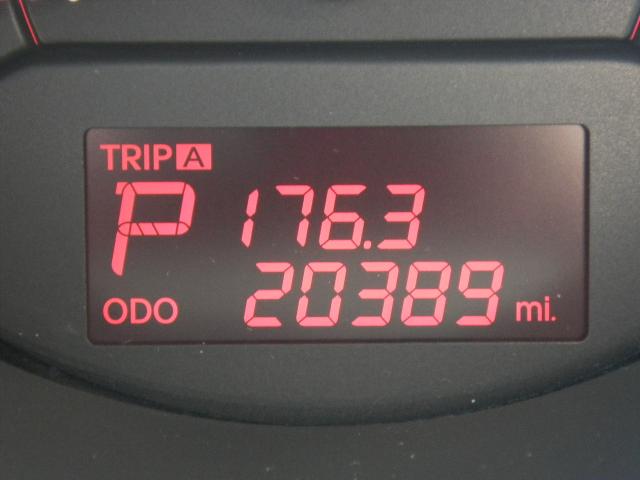 TRIP A
P 176.3
ODO 20389 mi.